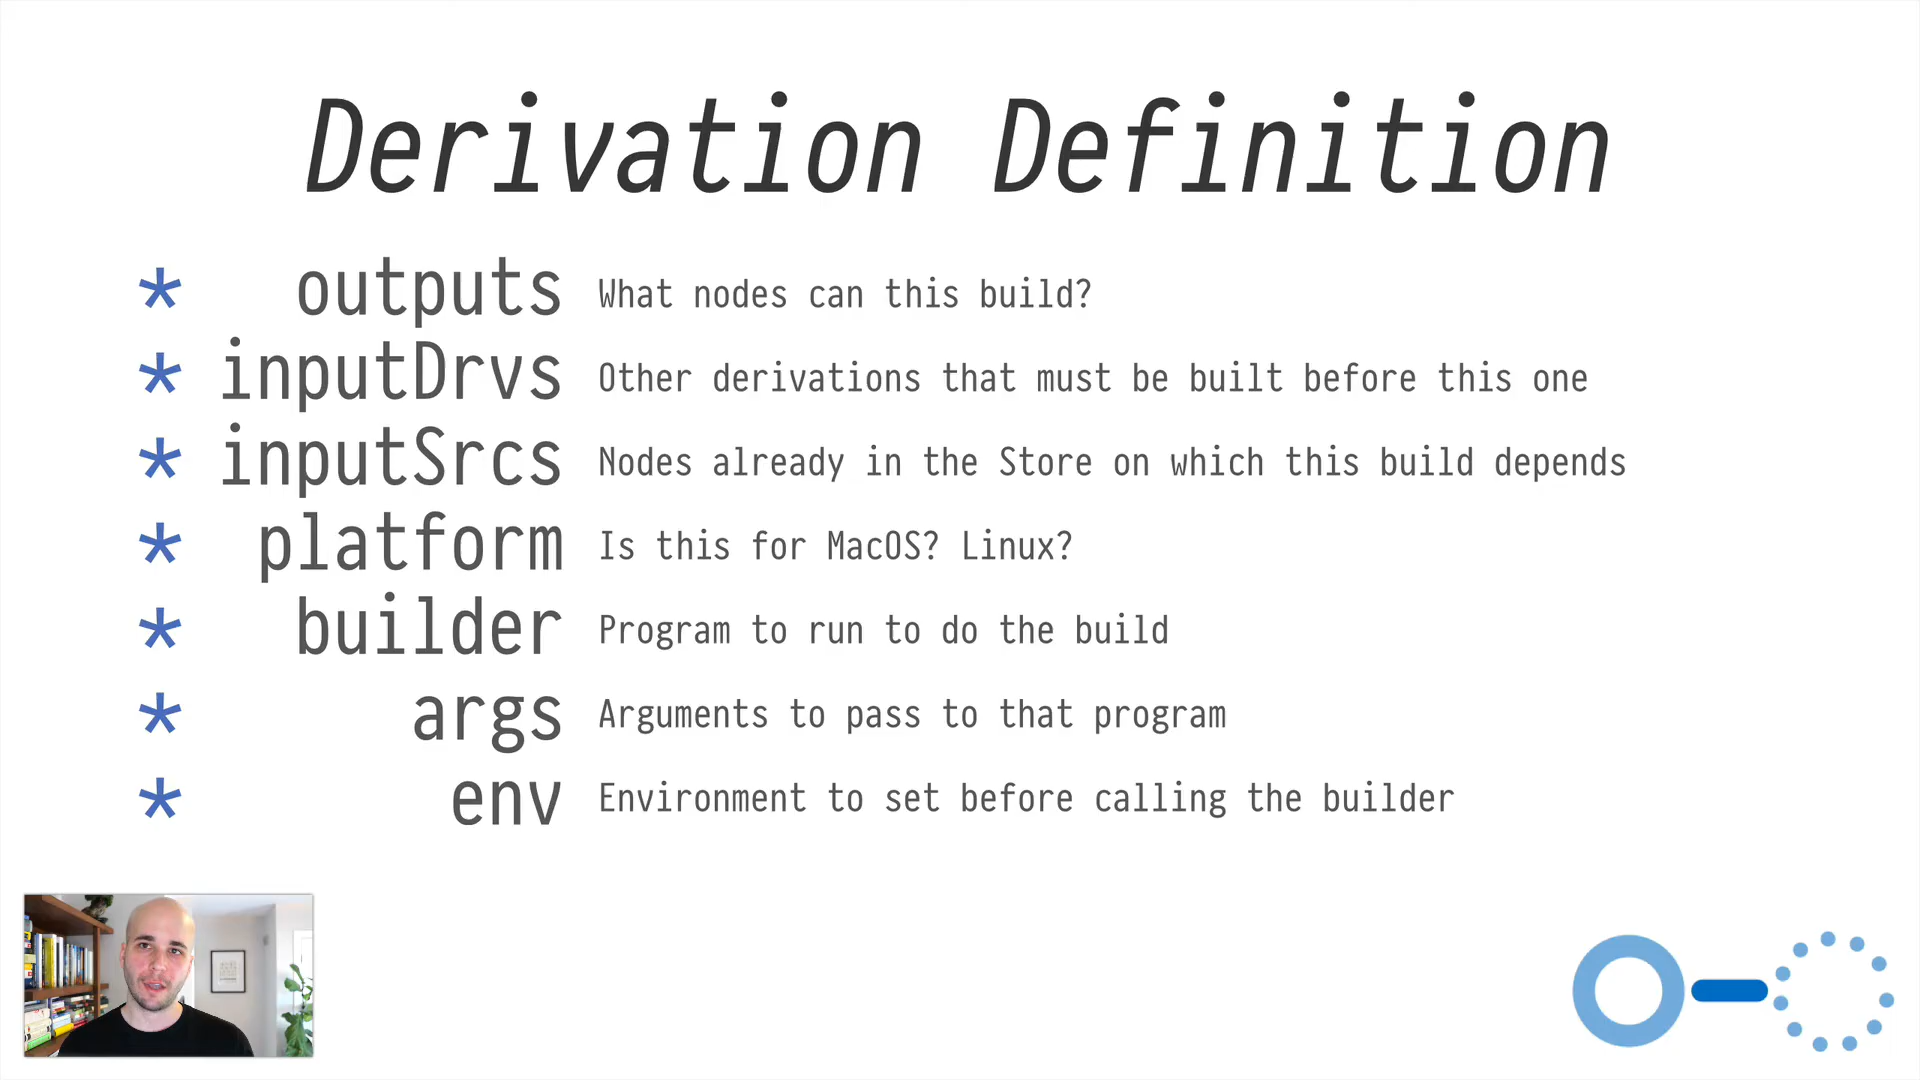 Derivation Definition
* outputs What nodes can this build?
* inputDrvs Other derivations that must be built before this one
* inputSrcs Nodes already in the Store on which this build depends
* platform Is this for MacOS? Linux?
* builder Program to run to do the build
* args Arguments to pass to that program
* env Environment to set before calling the builder